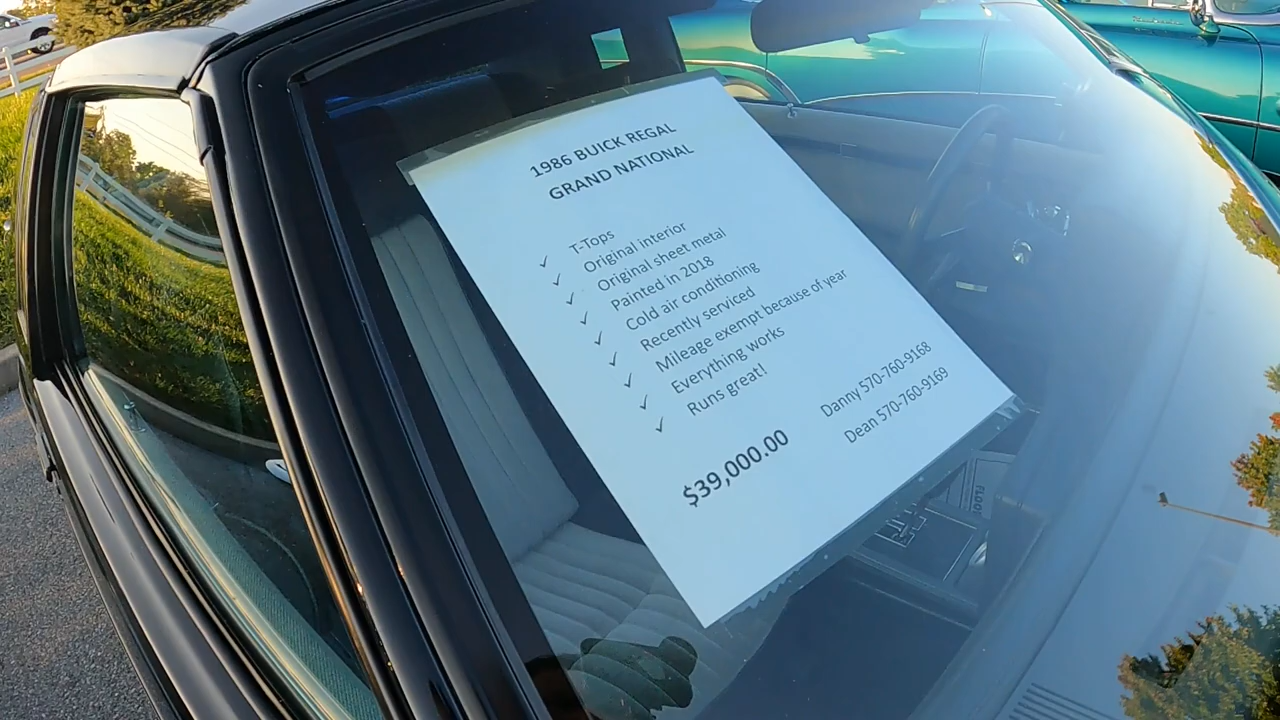 1986 BUICK REGAL
GRAND NATIONAL
✓ T-Tops
✓ Original interior
✓ Original sheet metal
✓ Painted in 2018
✓ Cold air conditioning
✓ Recently serviced
✓ Mileage exempt because of year
✓ Everything works
✓ Runs great!
$39,000.00
Danny 570-760-9168
Dean 570-760-9169